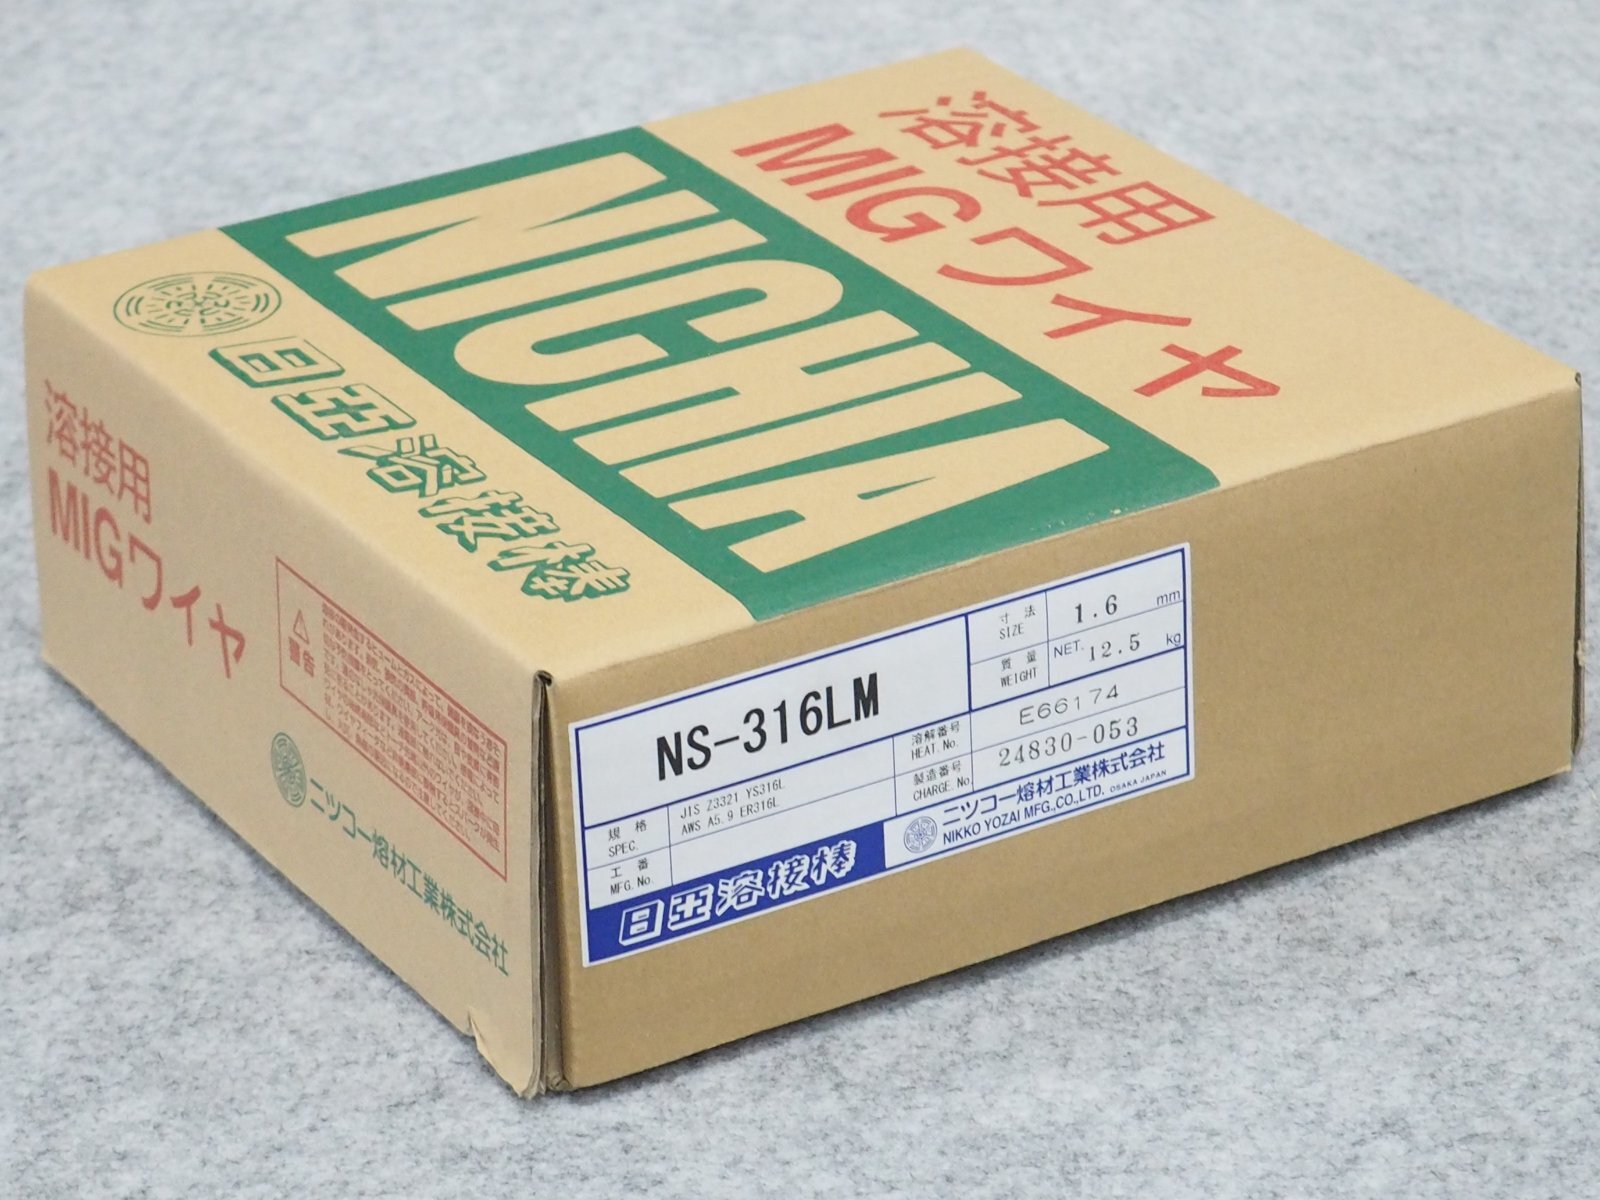 溶接用
MIGワイヤ
NICHIA
日亜溶接棒
溶接用
MIGワイヤ
警告
ニッコー熔材工業株式会社
NS-316LM
寸法
SIZE
1.6 mm
質量
WEIGHT
NET. 12.5 kg
規格
SPEC.
JIS Z3321 YS316L
AWS A5.9 ER316L
溶解番号
HEAT. No.
E66174
工番
MFG. No.
製造番号
CHARGE. No.
24830-053
日亜溶接棒
ニッコー熔材工業株式会社
NIKKO YOZAI MFG.,CO.,LTD. OSAKA JAPAN